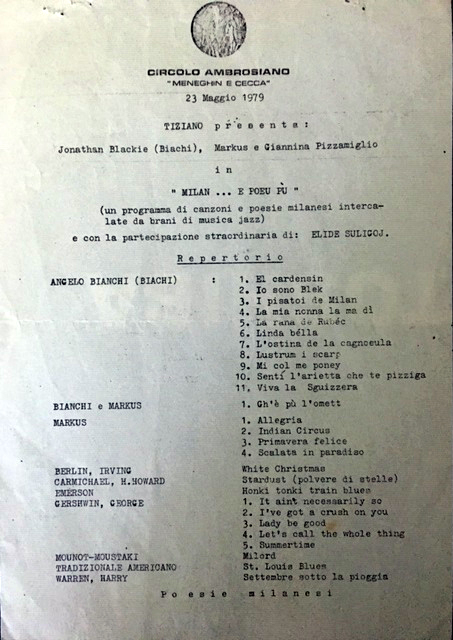 CIRCOLO AMBROSIANO
"MENEGHIN E CECCA"
23 Maggio 1979
TIZIANO presenta:
Jonathan Blackie (Biachi), Markus e Giannina Pizzamiglio
in
" MILAN ... E POEU PÙ "
(un programma di canzoni e poesie milanesi interca-
late da brani di musica jazz)
e con la partecipazione straordinaria di: ELIDE SULIGOJ.
Repertorio
ANGELO BIANCHI (BIACHI) : 1. El cardensin
2. Io sono Blek
3. I pisatoi de Milan
4. La mia nonna la ma dì
5. La rana de Rubéc
6. Linda bélla
7. L'ostina de la cagnoeula
8. Lustrum i scarp
9. Mi col me poney
10. Sentì l'arietta che te pizziga
11. Viva la Sguizzera
BIANCHI e MARKUS 1. Gh'è pù l'omett
MARKUS 1. Allegria
2. Indian Circus
3. Primavera felice
4. Scalata in paradiso
BERLIN, IRVING White Christmas
CARMICHAEL, H.HOWARD Stardust (polvere di stelle)
EMERSON Honki tonki train blues
GERSHWIN, GEORGE 1. It aint necessarily so
2. I've got a crush on you
3. Lady be good
4. Let's call the whole thing
5. Summertime
MOUNOT-MOUSTAKI Milord
TRADIZIONALE AMERICANO St. Louis Blues
WARREN, HARRY Settembre sotto la pioggia
Poesie milanesi